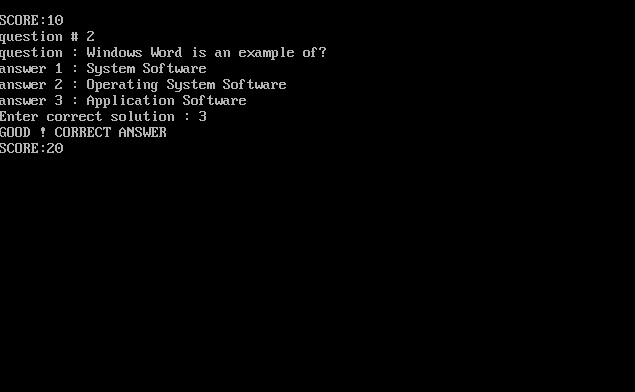 SCORE:10
question # 2
question : Windows Word is an example of?
answer 1 : System Software
answer 2 : Operating System Software
answer 3 : Application Software
Enter correct solution : 3
GOOD ! CORRECT ANSWER
SCORE:20